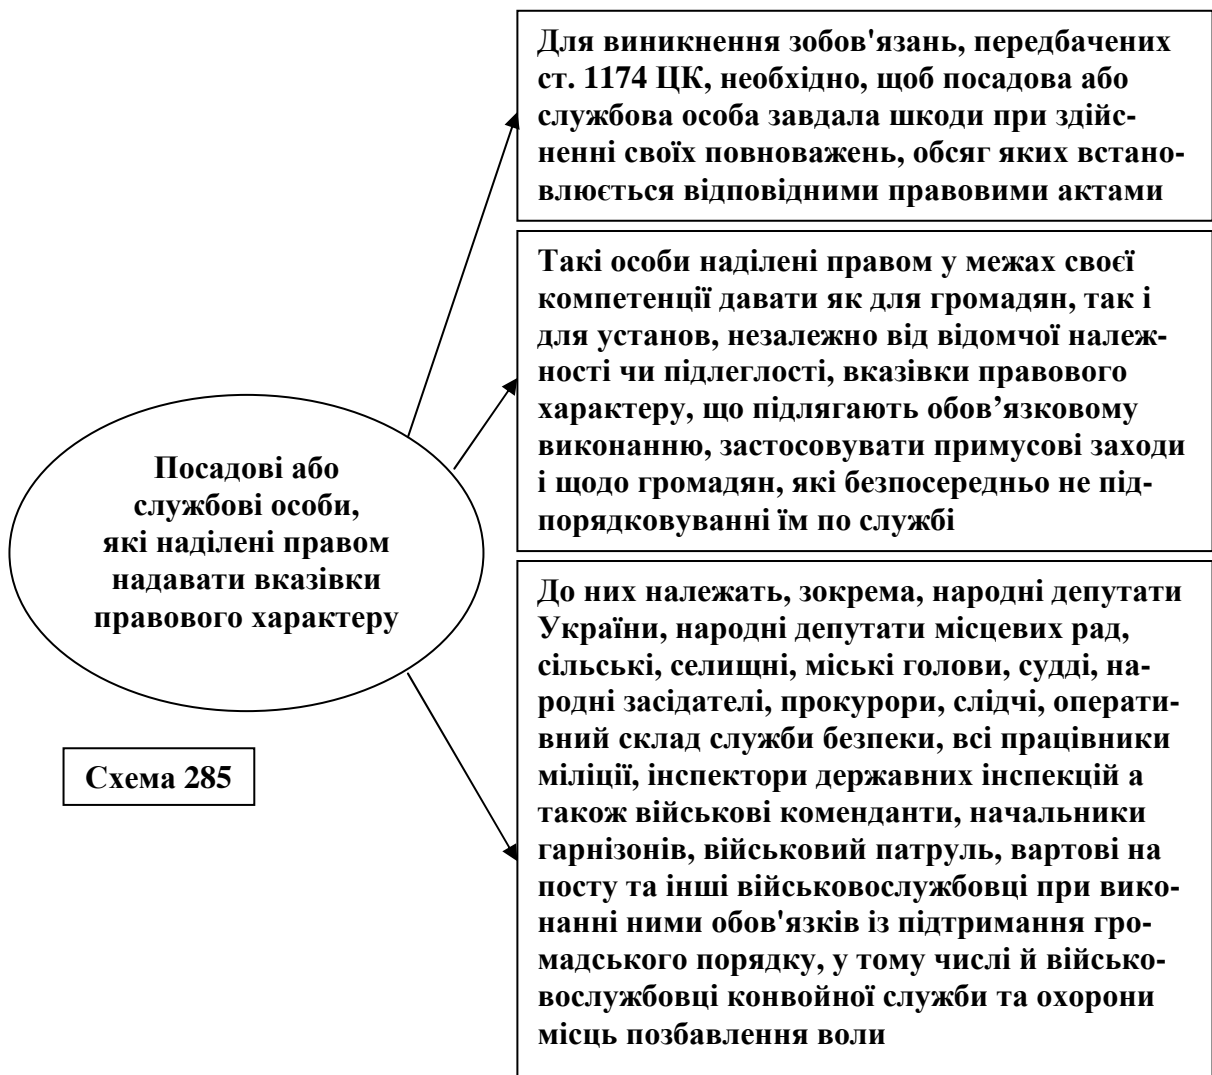 Для виникнення зобов'язань, передбачених
ст. 1174 ЦК, необхідно, щоб посадова або
службова особа завдала шкоди при здійс-
ненні своїх повноважень, обсяг яких встано-
влюється відповідними правовими актами
Такі особи наділені правом у межах своєї
компетенції давати як для громадян, так і
для установ, незалежно від відомчої належ-
ності чи підлеглості, вказівки правового
характеру, що підлягають обов’язковому
виконанню, застосовувати примусові заходи
і щодо громадян, які безпосередньо не під-
порядковуванні їм по службі
Посадові або
службові особи,
які наділені правом
надавати вказівки
правового характеру
До них належать, зокрема, народні депутати
України, народні депутати місцевих рад,
сільські, селищні, міські голови, судді, на-
родні засідателі, прокурори, слідчі, операти-
вний склад служби безпеки, всі працівники
міліції, інспектори державних інспекцій а
також військові коменданти, начальники
гарнізонів, військовий патруль, вартові на
посту та інші військовослужбовці при вико-
нанні ними обов'язків із підтримання гро-
мадського порядку, у тому числі й військо-
вослужбовці конвойної служби та охорони
місць позбавлення воли
Схема 285